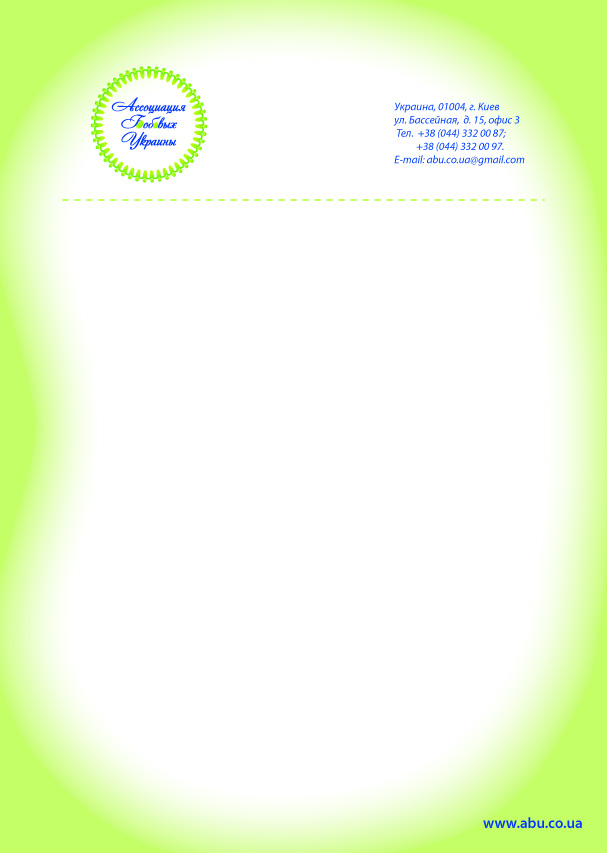 Ассоциация
Бобовых
Украины
Украина, 01004, г. Киев
ул. Бассейная, д. 15, офис 3
Тел. +38 (044) 332 00 87;
+38 (044) 332 00 97.
E-mail: abu.co.ua@gmail.com
www.abu.co.ua